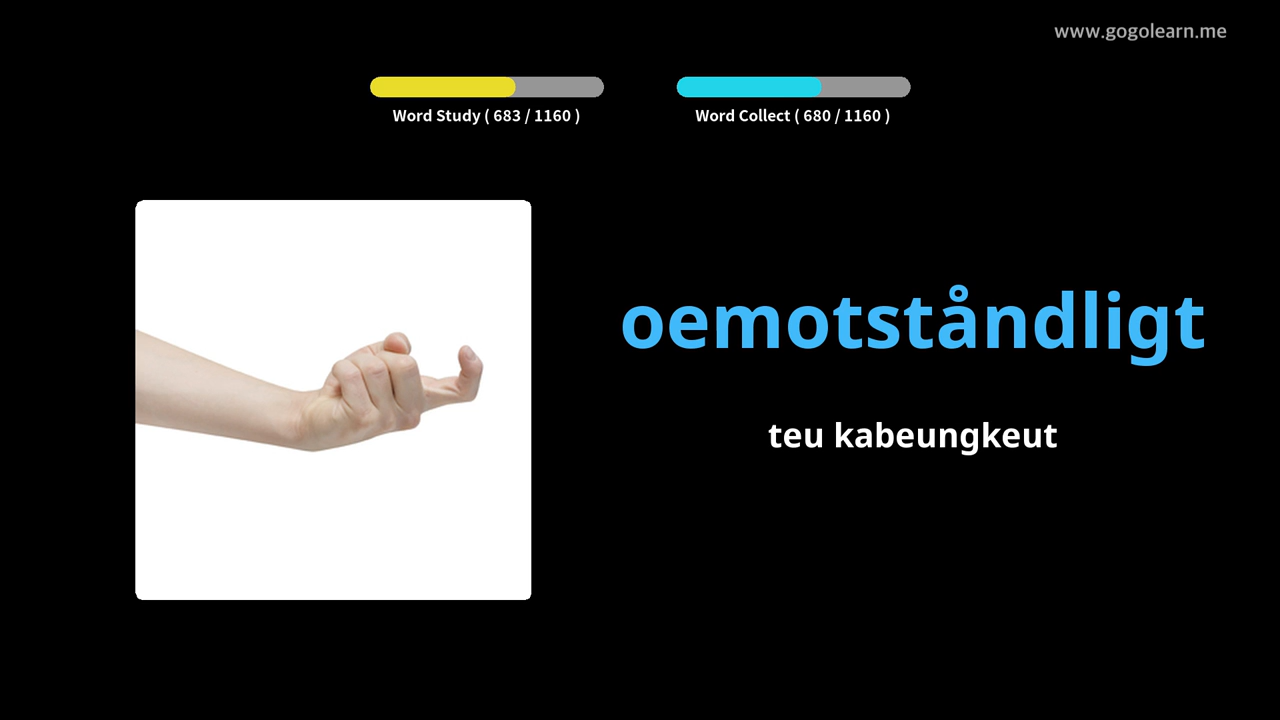 www.gogolearn.me
Word Study ( 683 / 1160 )
Word Collect ( 680 / 1160 )
oemotståndligt
teu kabeungkeut